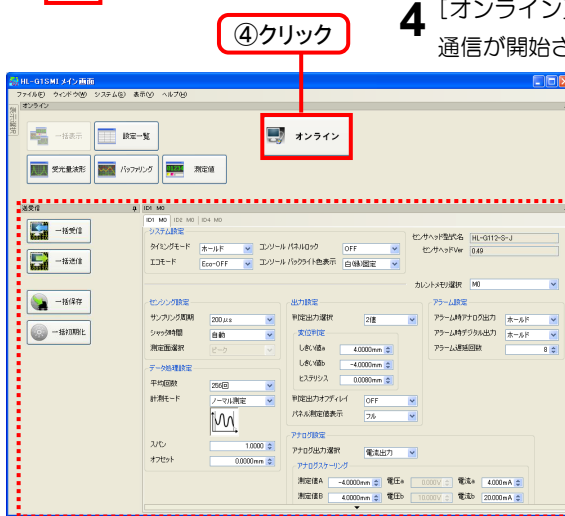 4 [オンライン]
④クリック
通信が開始さ
HL-G1SMI メイン画面
ファイル(F) ウィンドウ(W) システム(S) 表示(V) ヘルプ(H)
オンライン
一括表示
設定一覧
オンライン
受光量波形
バッファリング
測定値
送受信
ID1 M0
ID1 M0 ID2 M0 ID4 M0
一括受信
一括送信
一括保存
一括初期化
システム設定
タイミングモード ホールド コンソール パネルロック OFF
エコモード Eco-OFF コンソール バックライト色表示 白/緑固定
センサヘッド型式名 HL-G112-S-J
センサヘッドVer 0.49
カレントメモリ選択 M0
センシング設定
サンプリング周期 200μs
シャッタ時間 自動
測定面選択 ピーク
データ処理設定
平均回数 256回
計測モード ノーマル測定
スパン 1.0000
オフセット 0.0000mm
出力設定
判定出力選択 2値
変位判定
しきい値a 4.0000mm
しきい値b -4.0000mm
ヒステリシス 0.0080mm
判定出力オフディレイ OFF
パネル測定値表示 フル
アラーム設定
アラーム時アナログ出力 ホールド
アラーム時デジタル出力 ホールド
アラーム遅延回数 8
アナログ設定
アナログ出力選択 電流出力
アナログスケーリング
測定値A -4.0000mm 電圧a 0.000V 電流a 4.000mA
測定値B 4.0000mm 電圧b 10.000V 電流b 20.000mA